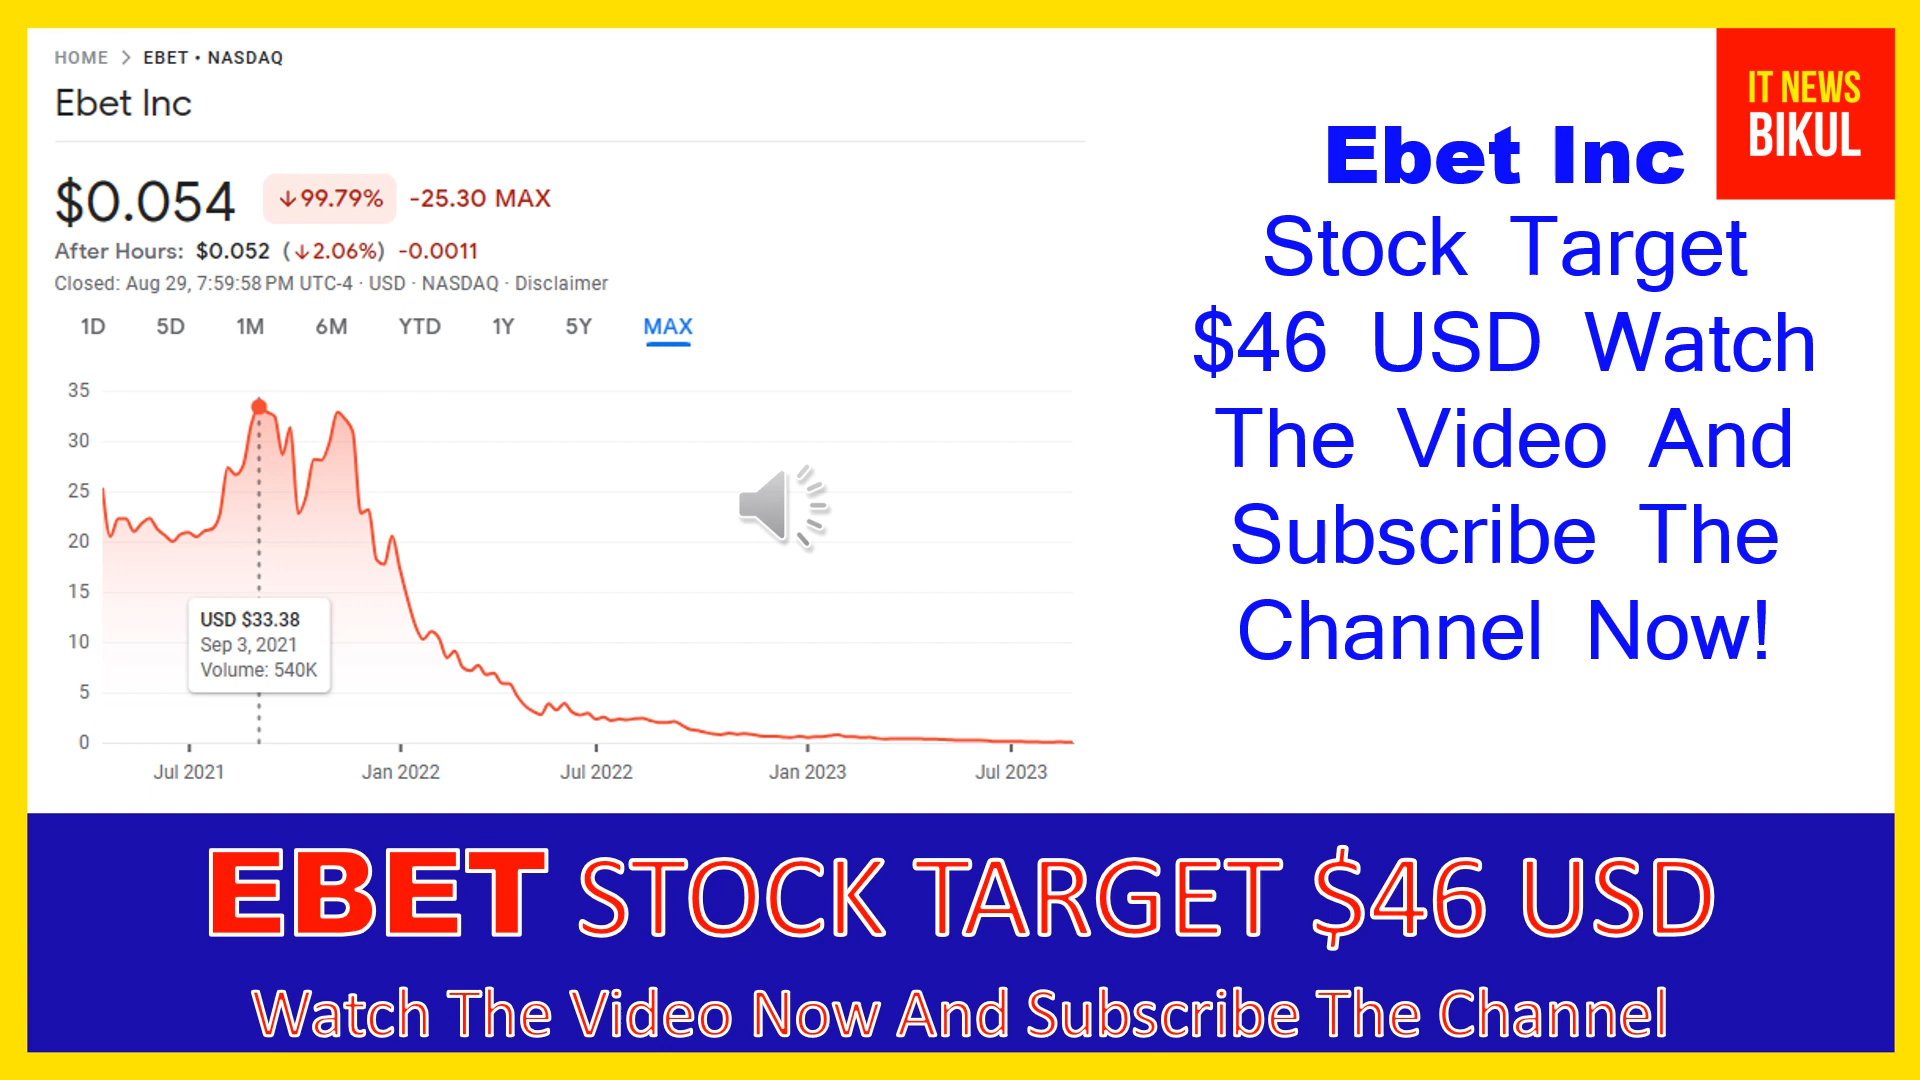 HOME > EBET • NASDAQ
Ebet Inc
$0.054 ↓99.79% -25.30 MAX
After Hours: $0.052 (↓2.06%) -0.0011
Closed: Aug 29, 7:59:58 PM UTC-4 · USD · NASDAQ · Disclaimer
1D 5D 1M 6M YTD 1Y 5Y MAX
35
30
25
20
15
10
5
0
USD $33.38
Sep 3, 2021
Volume: 540K
Jul 2021 Jan 2022 Jul 2022 Jan 2023 Jul 2023
IT NEWS
BIKUL
Ebet Inc
Stock Target
$46 USD Watch
The Video And
Subscribe The
Channel Now!
EBET STOCK TARGET $46 USD
Watch The Video Now And Subscribe The Channel